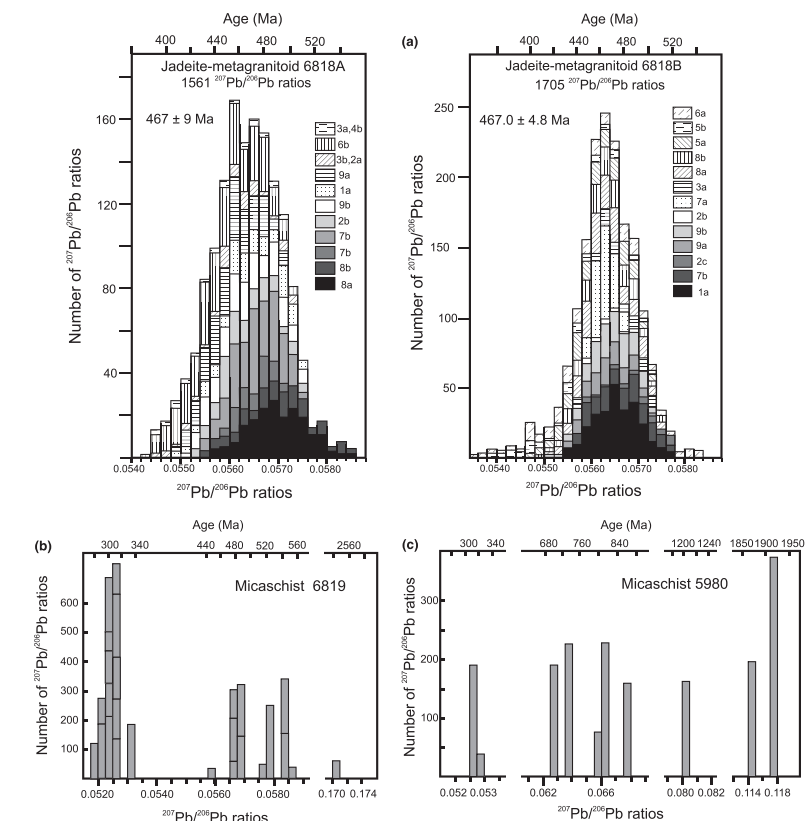 Age (Ma)
400 440 480 520
Jadeite-metagranitoid 6818A
1561 ²⁰⁷Pb/²⁰⁶Pb ratios
467 ± 9 Ma
3a,4b
6b
3b,2a
9a
1a
9b
2b
7b
7b
8b
8a
Number of ²⁰⁷Pb/²⁰⁶Pb ratios
160
120
80
40
0.0540 0.0550 0.0560 0.0570 0.0580
²⁰⁷Pb/²⁰⁶Pb ratios
(a)
Age (Ma)
400 440 480 520
Jadeite-metagranitoid 6818B
1705 ²⁰⁷Pb/²⁰⁶Pb ratios
467.0 ± 4.8 Ma
6a
5b
5a
8b
8a
3a
7a
2b
9b
9a
2c
7b
1a
Number of ²⁰⁷Pb/²⁰⁶Pb ratios
250
200
150
100
50
0.0540 0.0550 0.0560 0.0570 0.0580
²⁰⁷Pb/²⁰⁶Pb ratios
(b)
Age (Ma)
300 340 440 480 520 560 2560
Micaschist 6819
Number of ²⁰⁷Pb/²⁰⁶Pb ratios
600
500
400
300
200
100
0.0520 0.0540 0.0560 0.0580 0.170 0.174
²⁰⁷Pb/²⁰⁶Pb ratios
(c)
Age (Ma)
300 340 680 760 840 1200 1240 1850 1900 1950
Micaschist 5980
Number of ²⁰⁷Pb/²⁰⁶Pb ratios
300
200
100
0.052 0.053 0.062 0.066 0.080 0.082 0.114 0.118
²⁰⁷Pb/²⁰⁶Pb ratios